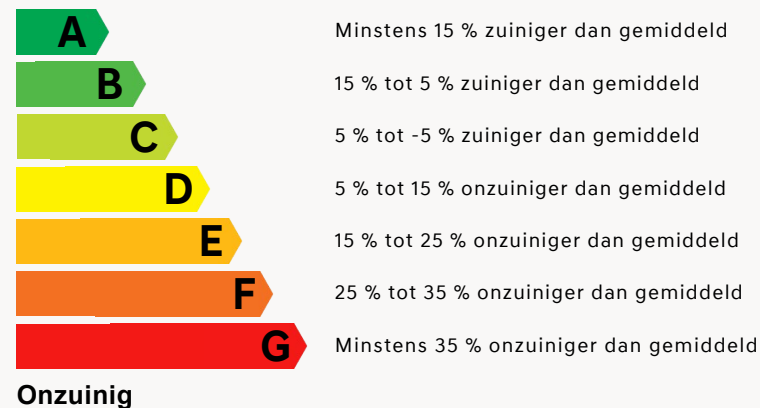 A Minstens 15 % zuiniger dan gemiddeld
B 15 % tot 5 % zuiniger dan gemiddeld
C 5 % tot -5 % zuiniger dan gemiddeld
D 5 % tot 15 % onzuiniger dan gemiddeld
E 15 % tot 25 % onzuiniger dan gemiddeld
F 25 % tot 35 % onzuiniger dan gemiddeld
G Minstens 35 % onzuiniger dan gemiddeld
Onzuinig